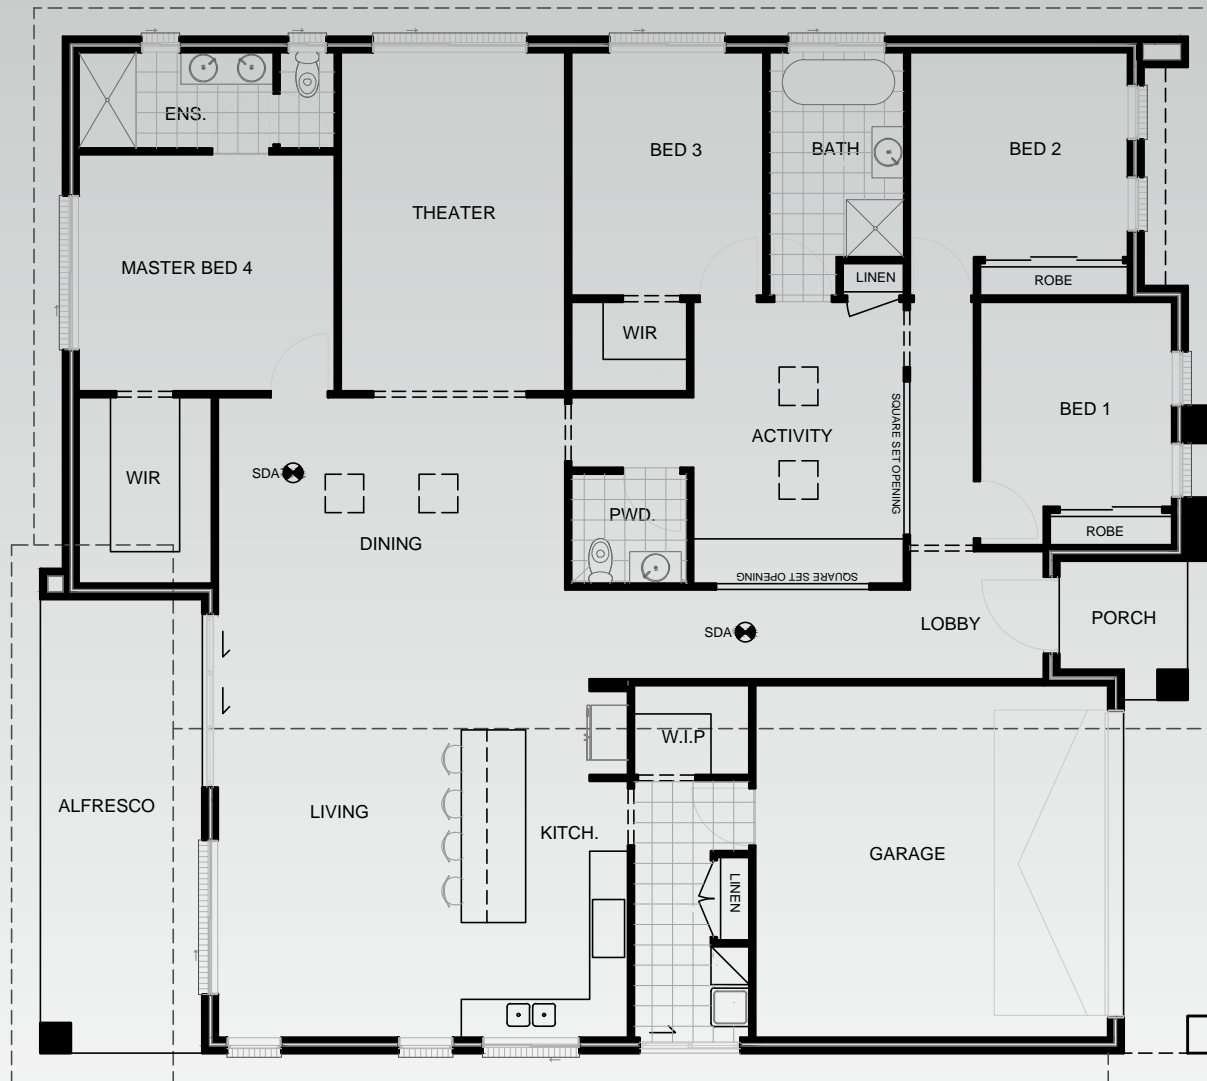 ENS.
BED 3
BATH
BED 2
THEATER
MASTER BED 4
LINEN
ROBE
WIR
BED 1
SQUARE SET OPENING
ACTIVITY
WIR
SDA
PWD.
ROBE
DINING
SQUARE SET OPENING
SDA
LOBBY
PORCH
W.I.P
ALFRESCO
LIVING
KITCH.
GARAGE
LINEN